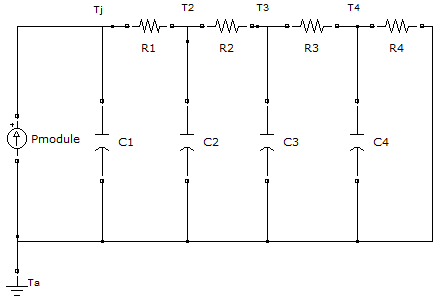 Tj T2 T3 T4
R1 R2 R3 R4
+
Pmodule C1 C2 C3 C4
Ta